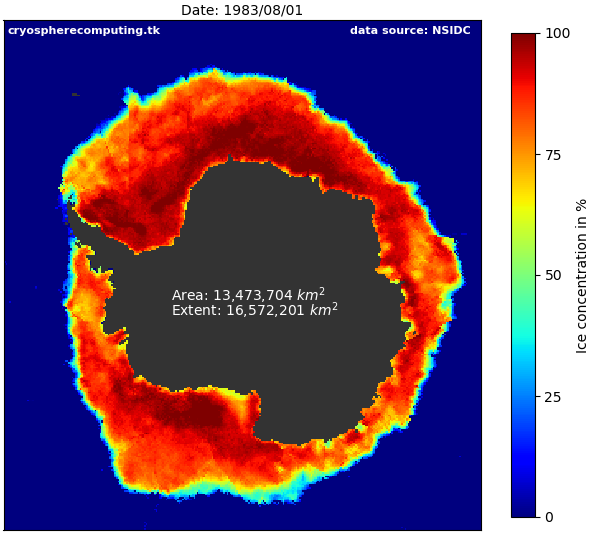 Date: 1983/08/01
cryospherecomputing.tk
data source: NSIDC
Area: 13,473,704 km²
Extent: 16,572,201 km²
100
75
50
25
0
Ice concentration in %